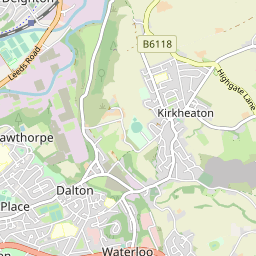 Deighton
Leeds Road
B6118
Highgate Lane
Kirkheaton
awthorpe
Dalton
Place
Waterloo